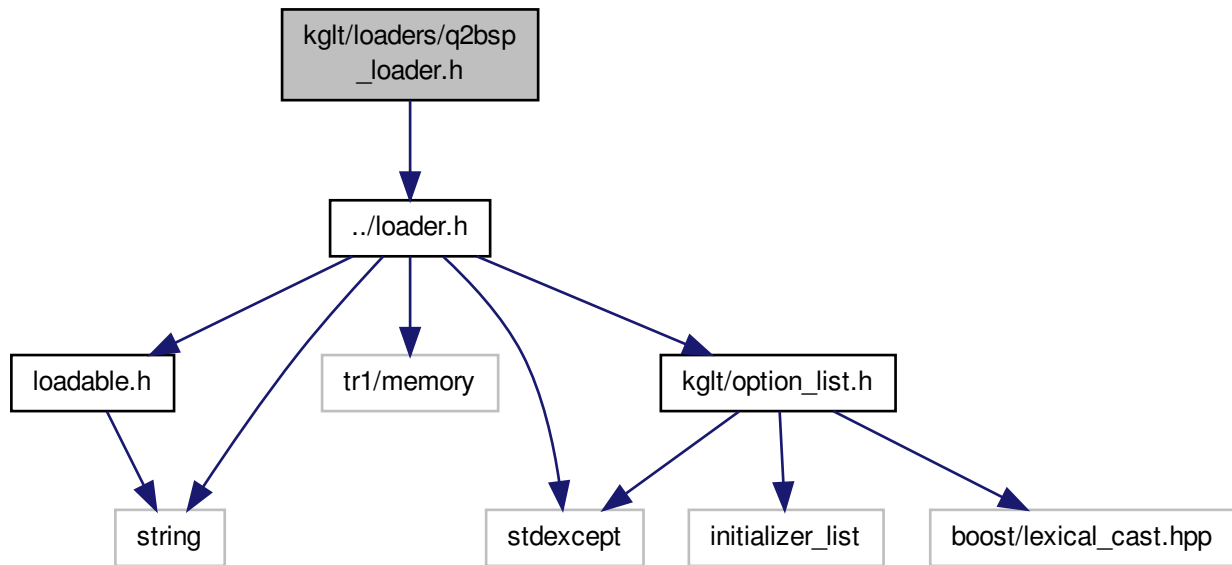 kglt/loaders/q2bsp
_loader.h
../loader.h
loadable.h
tr1/memory
kglt/option_list.h
string
stdexcept
initializer_list
boost/lexical_cast.hpp